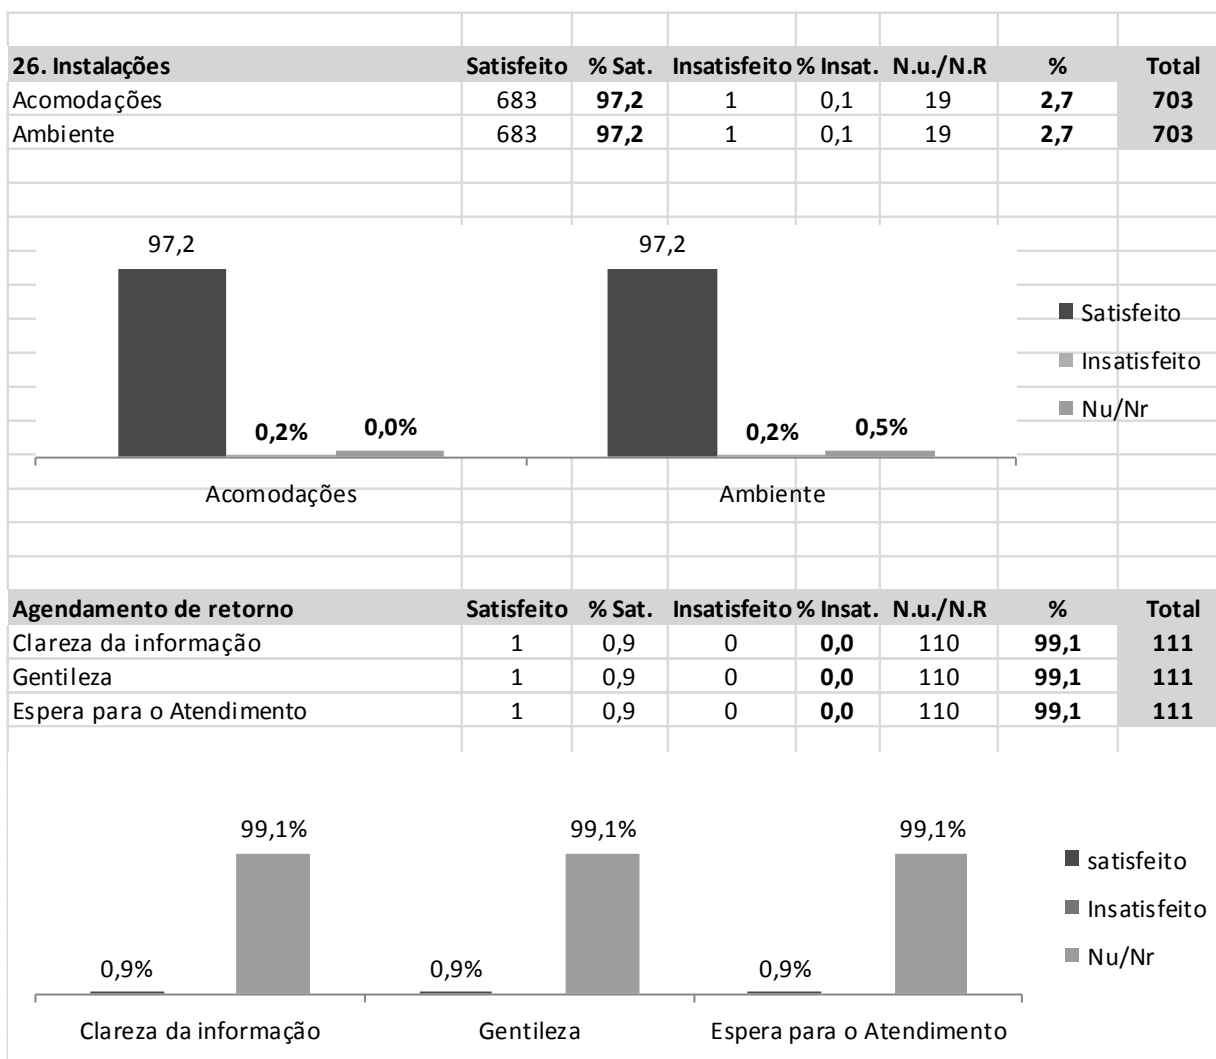 26. Instalações Satisfeito % Sat. Insatisfeito % Insat. N.u./N.R % Total
Acomodações 683 97,2 1 0,1 19 2,7 703
Ambiente 683 97,2 1 0,1 19 2,7 703
97,2 97,2
Satisfeito
Insatisfeito
Nu/Nr
0,2% 0,0% 0,2% 0,5%
Acomodações Ambiente
Agendamento de retorno Satisfeito % Sat. Insatisfeito % Insat. N.u./N.R % Total
Clareza da informação 1 0,9 0 0,0 110 99,1 111
Gentileza 1 0,9 0 0,0 110 99,1 111
Espera para o Atendimento 1 0,9 0 0,0 110 99,1 111
99,1% 99,1% 99,1%
satisfeito
Insatisfeito
Nu/Nr
0,9% 0,9% 0,9%
Clareza da informação Gentileza Espera para o Atendimento